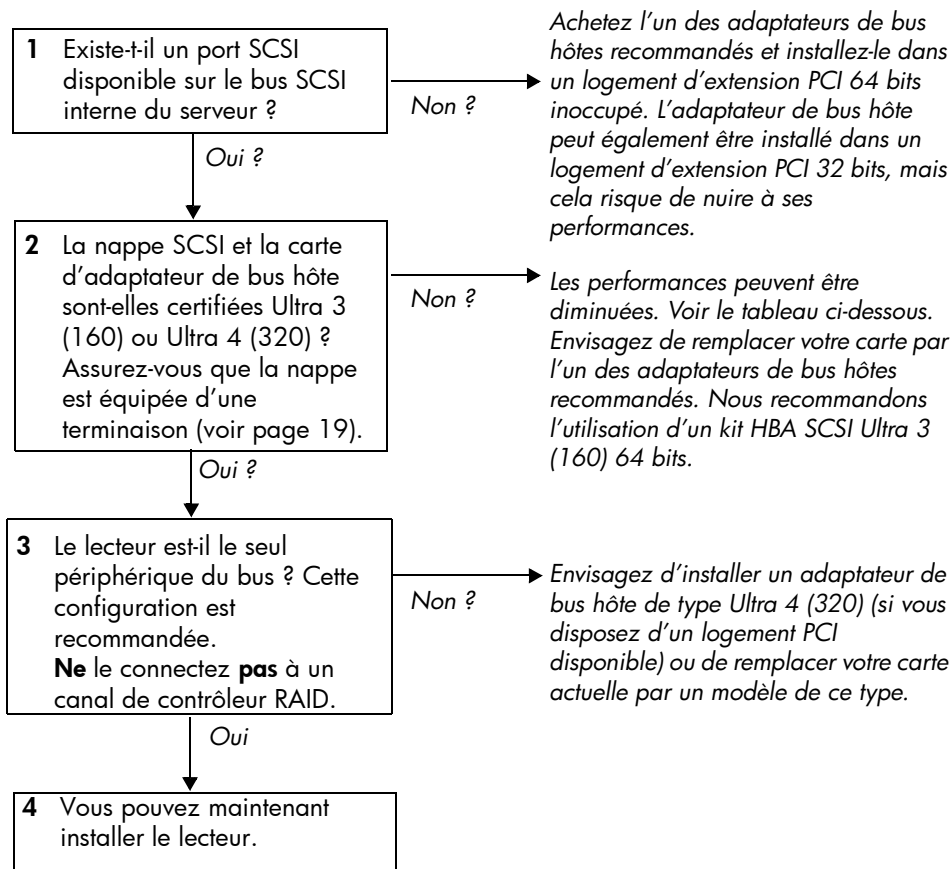 1 Existe-t-il un port SCSI
disponible sur le bus SCSI
interne du serveur ?
Non ?
Achetez l'un des adaptateurs de bus
hôtes recommandés et installez-le dans
un logement d'extension PCI 64 bits
inoccupé. L'adaptateur de bus hôte
peut également être installé dans un
logement d'extension PCI 32 bits, mais
cela risque de nuire à ses
performances.
Oui ?
2 La nappe SCSI et la carte
d'adaptateur de bus hôte
sont-elles certifiées Ultra 3
(160) ou Ultra 4 (320) ?
Assurez-vous que la nappe
est équipée d'une
terminaison (voir page 19).
Non ?
Les performances peuvent être
diminuées. Voir le tableau ci-dessous.
Envisagez de remplacer votre carte par
l'un des adaptateurs de bus hôtes
recommandés. Nous recommandons
l'utilisation d'un kit HBA SCSI Ultra 3
(160) 64 bits.
Oui ?
3 Le lecteur est-il le seul
périphérique du bus ? Cette
configuration est
recommandée.
Ne le connectez pas à un
canal de contrôleur RAID.
Non ?
Envisagez d'installer un adaptateur de
bus hôte de type Ultra 4 (320) (si vous
disposez d'un logement PCI
disponible) ou de remplacer votre carte
actuelle par un modèle de ce type.
Oui
4 Vous pouvez maintenant
installer le lecteur.